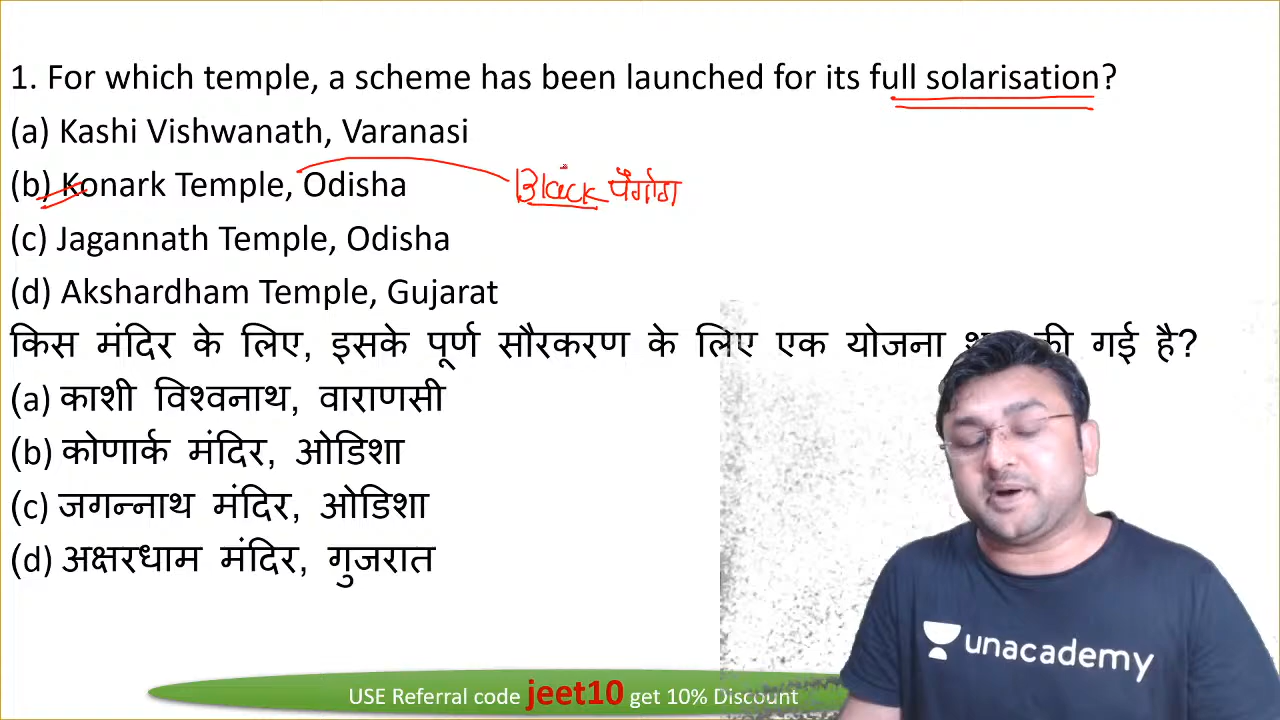 1. For which temple, a scheme has been launched for its full solarisation?
(a) Kashi Vishwanath, Varanasi
(b) Konark Temple, Odisha
Black पैगोडा
(c) Jagannath Temple, Odisha
(d) Akshardham Temple, Gujarat
किस मंदिर के लिए, इसके पूर्ण सौरकरण के लिए एक योजना की गई है?
(a) काशी विश्वनाथ, वाराणसी
(b) कोणार्क मंदिर, ओडिशा
(c) जगन्नाथ मंदिर, ओडिशा
(d) अक्षरधाम मंदिर, गुजरात
unacademy
USE Referral code jeet10 get 10% Discount